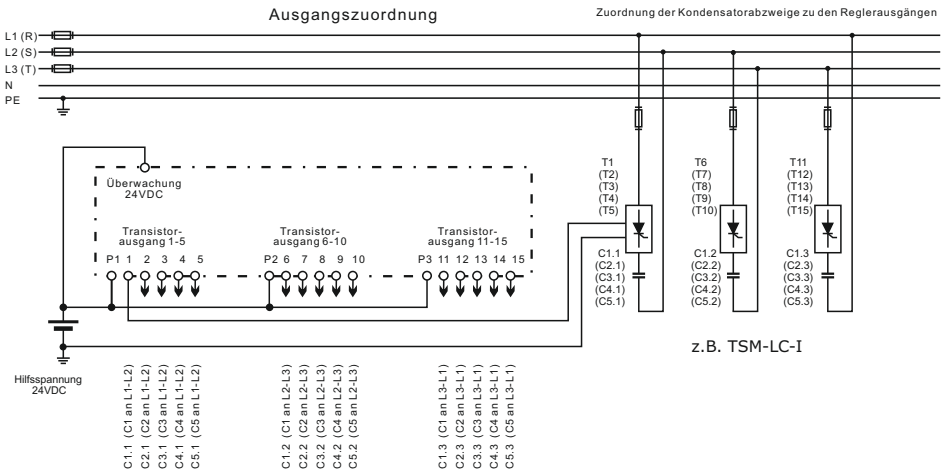 Ausgangszuordnung
Zuordnung der Kondensatorabzweige zu den Reglerausgängen
L1 (R)
L2 (S)
L3 (T)
N
PE
Überwachung
24VDC
Transistor-
ausgang 1-5
Transistor-
ausgang 6-10
Transistor-
ausgang 11-15
P1 1 2 3 4 5
P2 6 7 8 9 10
P3 11 12 13 14 15
T1
(T2)
(T3)
(T4)
(T5)
T6
(T7)
(T8)
(T9)
(T10)
T11
(T12)
(T13)
(T14)
(T15)
C1.1
(C2.1)
(C3.1)
(C4.1)
(C5.1)
C1.2
(C2.2)
(C3.2)
(C4.2)
(C5.2)
C1.3
(C2.3)
(C3.3)
(C4.3)
(C5.3)
z.B. TSM-LC-I
Hilfsspannung
24VDC
C1.1 (C1 an L1-L2)
C2.1 (C2 an L1-L2)
C3.1 (C3 an L1-L2)
C4.1 (C4 an L1-L2)
C5.1 (C5 an L1-L2)
C1.2 (C1 an L2-L3)
C2.2 (C2 an L2-L3)
C3.2 (C3 an L2-L3)
C4.2 (C4 an L2-L3)
C5.2 (C5 an L2-L3)
C1.3 (C1 an L3-L1)
C2.3 (C2 an L3-L1)
C3.3 (C3 an L3-L1)
C4.3 (C4 an L3-L1)
C5.3 (C5 an L3-L1)